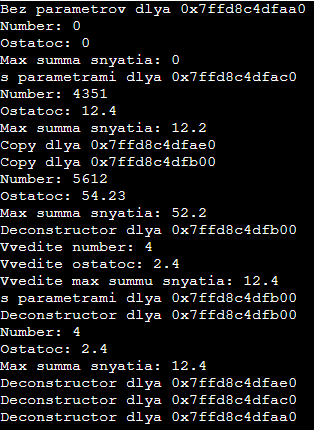 Bez parametrov dlya 0x7ffd8c4dfaa0
Number: 0
Ostatoc: 0
Max summa snyatia: 0
s parametrami dlya 0x7ffd8c4dfac0
Number: 4351
Ostatoc: 12.4
Max summa snyatia: 12.2
Copy dlya 0x7ffd8c4dfae0
Copy dlya 0x7ffd8c4dfb00
Number: 5612
Ostatoc: 54.23
Max summa snyatia: 52.2
Deconstructor dlya 0x7ffd8c4dfb00
Vvedite number: 4
Vvedite ostatoc: 2.4
Vvedite max summu snyatia: 12.4
s parametrami dlya 0x7ffd8c4dfb00
Deconstructor dlya 0x7ffd8c4dfb00
Number: 4
Ostatoc: 2.4
Max summa snyatia: 12.4
Deconstructor dlya 0x7ffd8c4dfae0
Deconstructor dlya 0x7ffd8c4dfac0
Deconstructor dlya 0x7ffd8c4dfaa0